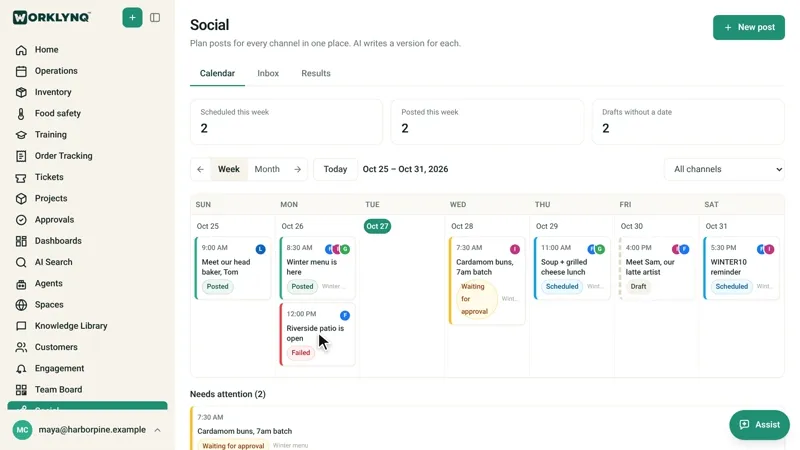 WORKLYNQ
Home
Operations
Inventory
Food safety
Training
Order Tracking
Tickets
Projects
Approvals
Dashboards
AI Search
Agents
Spaces
Knowledge Library
Customers
Engagement
Team Board
MC maya@harborpine.example
Social
Plan posts for every channel in one place. AI writes a version for each.
+ New post
Calendar Inbox Results
Scheduled this week
2
Posted this week
2
Drafts without a date
2
← Week Month → Today Oct 25 – Oct 31, 2026 All channels
SUN MON TUE WED THU FRI SAT
Oct 25
9:00 AM L
Meet our head
baker, Tom
Posted
Oct 26
8:30 AM G
Winter menu is
here
Posted Winter ...
12:00 PM F
Riverside patio is
open
Failed
Oct 27
Oct 28
7:30 AM I
Cardamom buns,
7am batch
Waiting
for
approval
Wint...
Oct 29
11:00 AM F G
Soup + grilled
cheese lunch
Scheduled Wint...
Oct 30
4:00 PM F
Meet Sam, our
latte artist
Draft
Oct 31
5:30 PM F I
WINTER10
reminder
Scheduled Wint...
Needs attention (2)
7:30 AM
Cardamom buns, 7am batch
Waiting for approval Winter menu
Assist